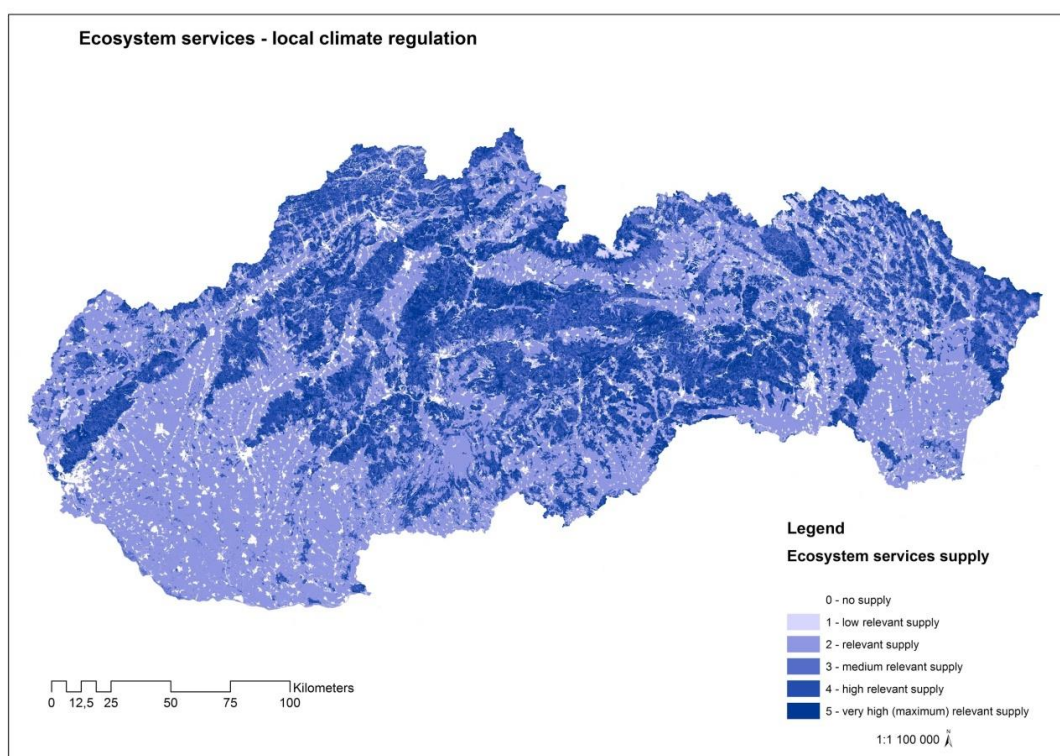 Ecosystem services - local climate regulation
Legend
Ecosystem services supply
0 - no supply
1 - low relevant supply
2 - relevant supply
3 - medium relevant supply
4 - high relevant supply
5 - very high (maximum) relevant supply
Kilometers
0 12,5 25 50 75 100
N
1:1 100 000